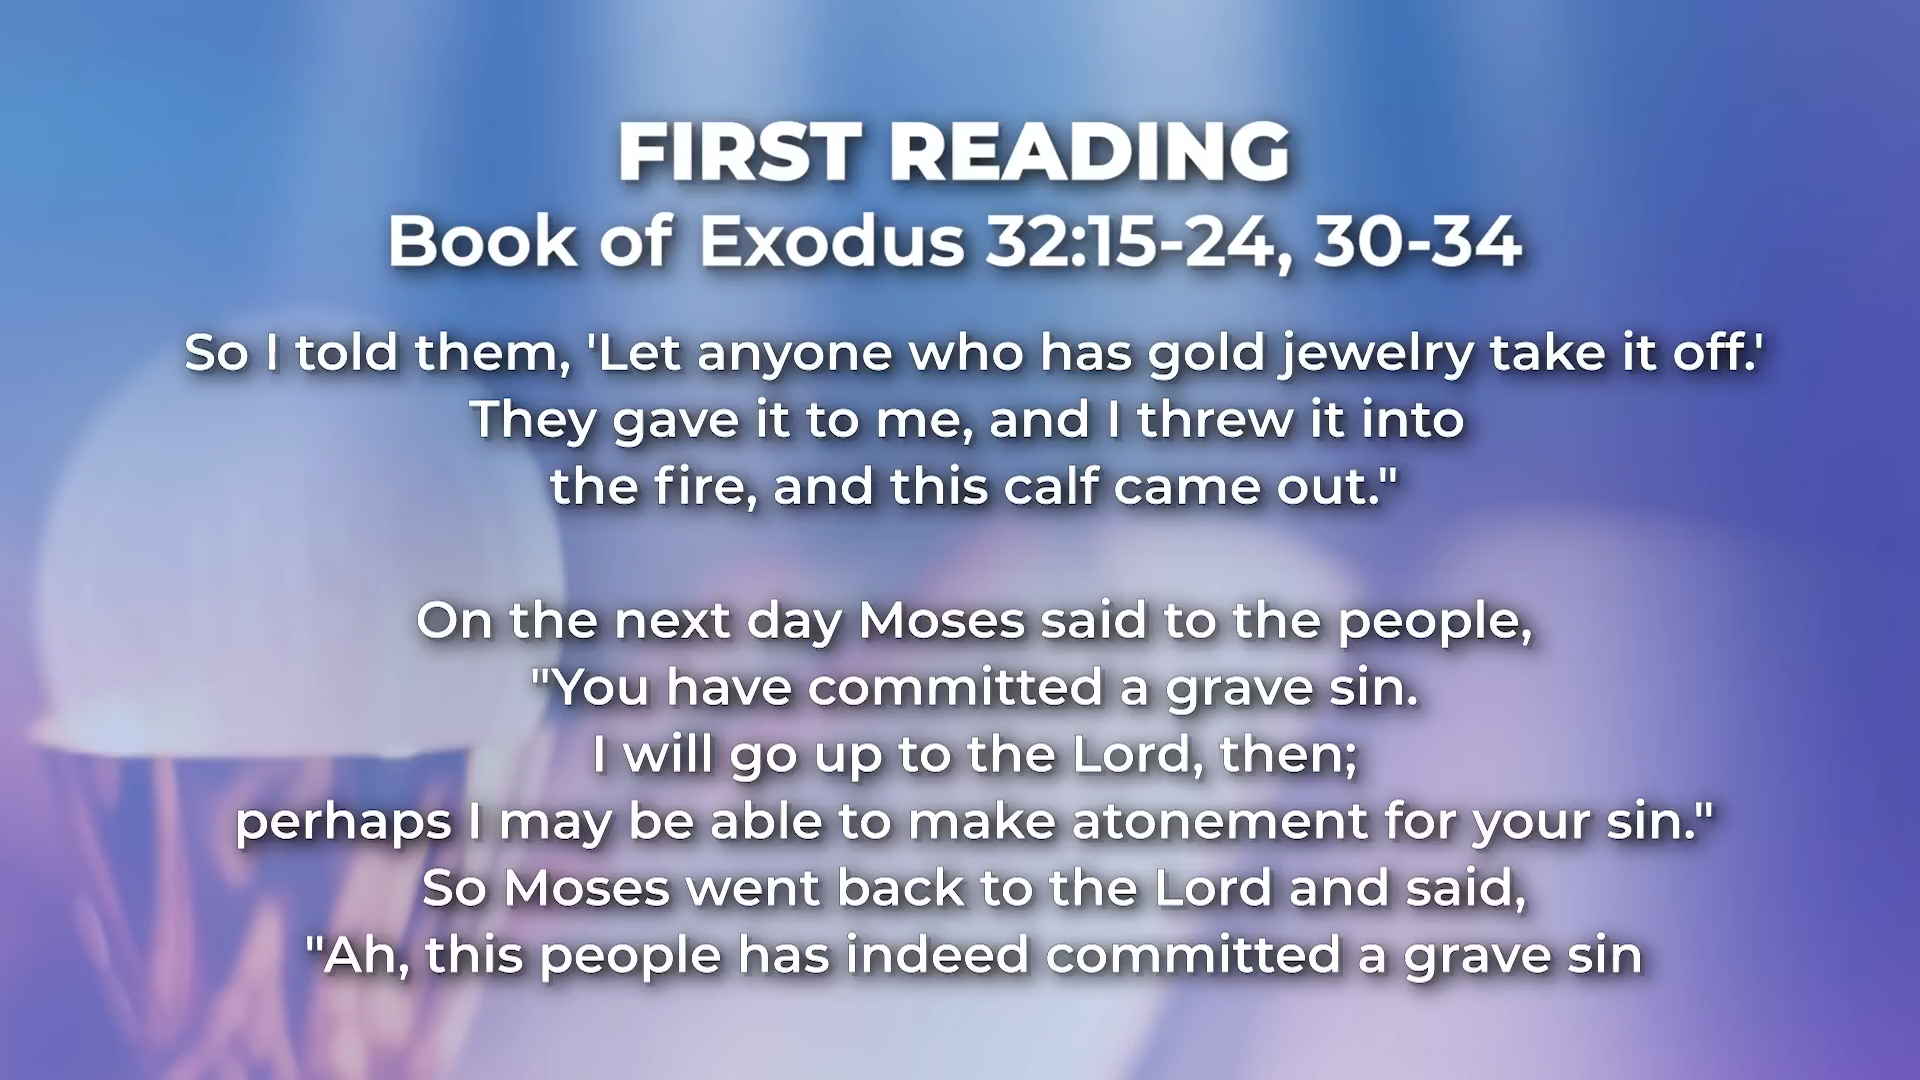 FIRST READING
Book of Exodus 32:15-24, 30-34
So I told them, 'Let anyone who has gold jewelry take it off.'
They gave it to me, and I threw it into
the fire, and this calf came out."
On the next day Moses said to the people,
"You have committed a grave sin.
I will go up to the Lord, then;
perhaps I may be able to make atonement for your sin."
So Moses went back to the Lord and said,
"Ah, this people has indeed committed a grave sin